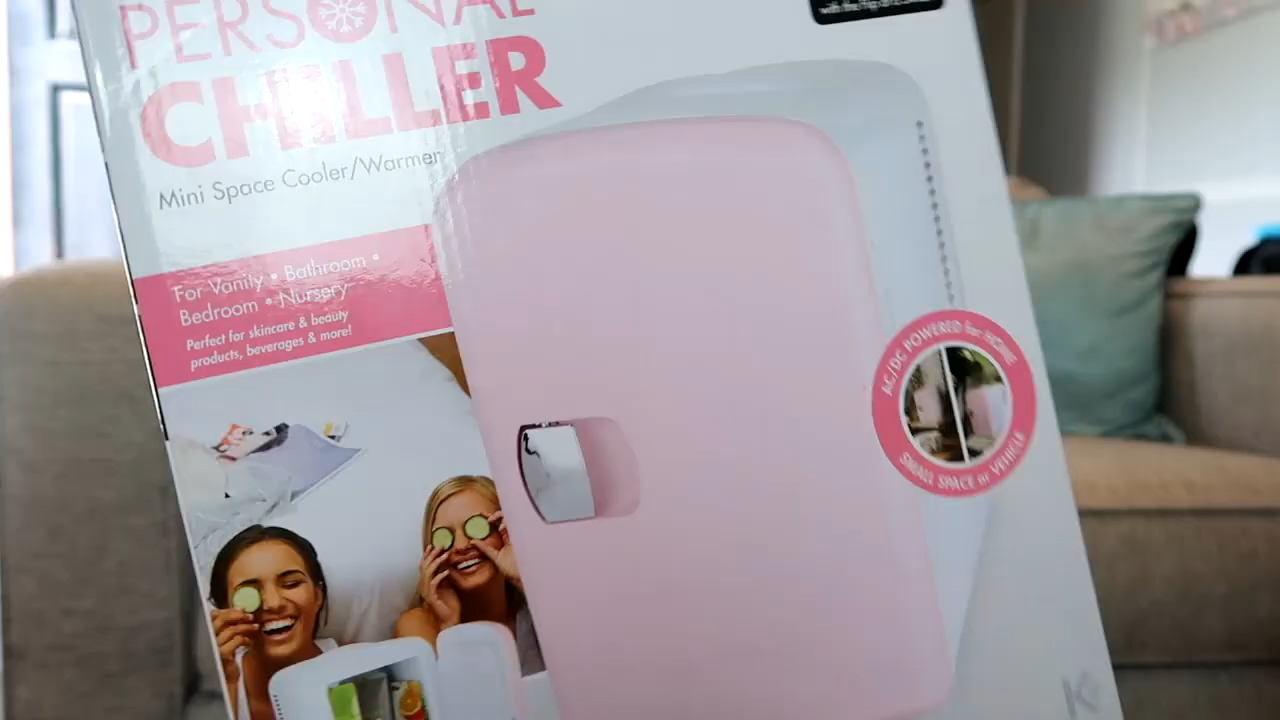 PERSONAL
CHILLER
Mini Space Cooler/Warmer
For Vanity • Bathroom •
Bedroom • Nursery
Perfect for skincare & beauty
products, beverages & more!
AC/DC POWERED for HOME
SMALL SPACE or VEHICLE